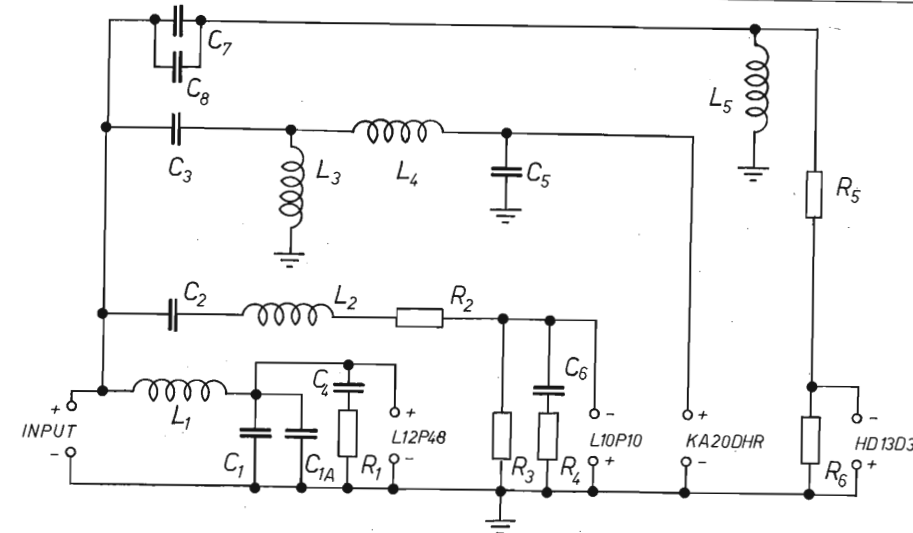 C7
C8
L5
C3
L3
L4
C5
R5
C2
L2
R2
C4
C6
+
L1
+
-
+
-
INPUT
L12P48
L10P10
KA20DHR
HD13D3
-
C1
C1A
R1
-
R3
R4
+
-
R6
+